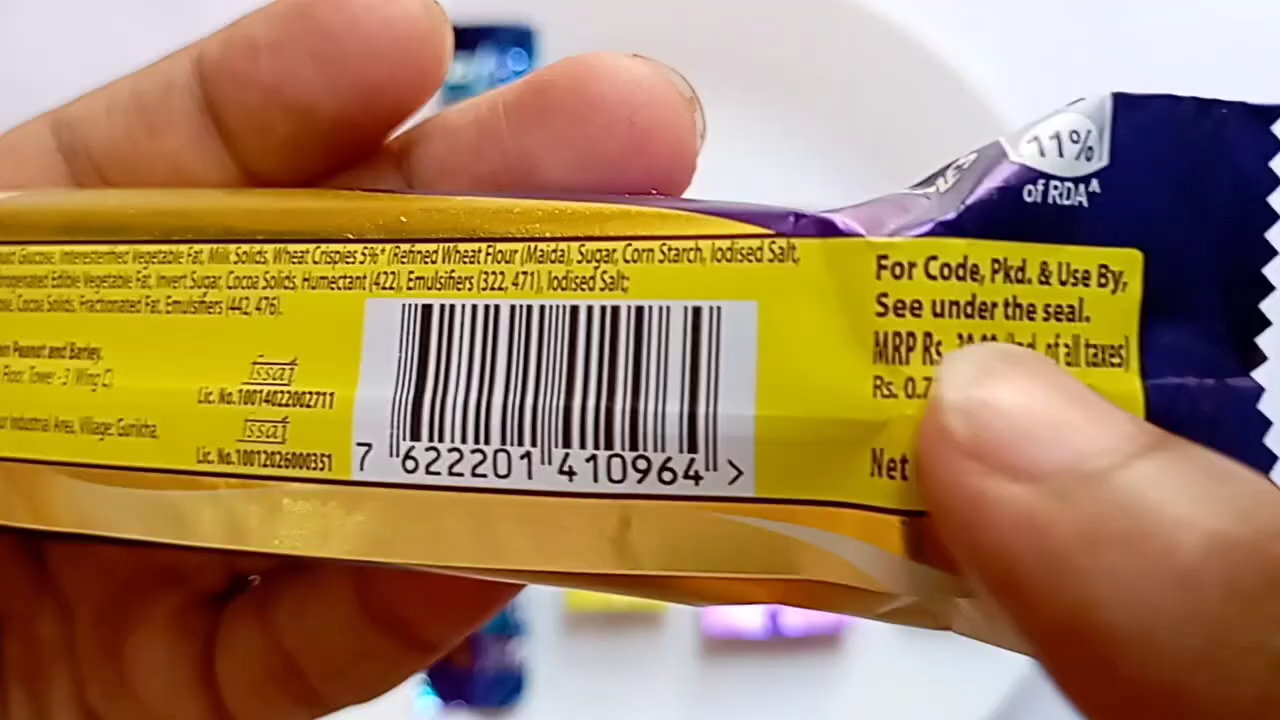 Glucose, Interesterified Vegetable Fat, Milk Solids, Wheat Crispies 5%* (Refined Wheat Flour (Maida), Sugar, Corn Starch, Iodised Salt,
Edible Vegetable Fat, Invert Sugar, Cocoa Solids, Humectant (422), Emulsifiers (322, 471), Iodised Salt;
Cocoa Solids, Fractionated Fat, Emulsifiers (442, 476).
Peanut and Barley.
Floor, Tower - 3 (Wing C)
Industrial Area, Village: Gurikha,
fssai
Lic. No.10014022002711
fssai
Lic. No.10012026000351
7 622201 410964 >
11%
of RDA^
For Code, Pkd. & Use By,
See under the seal.
MRP Rs. of all taxes)
Rs. 0.7
Net